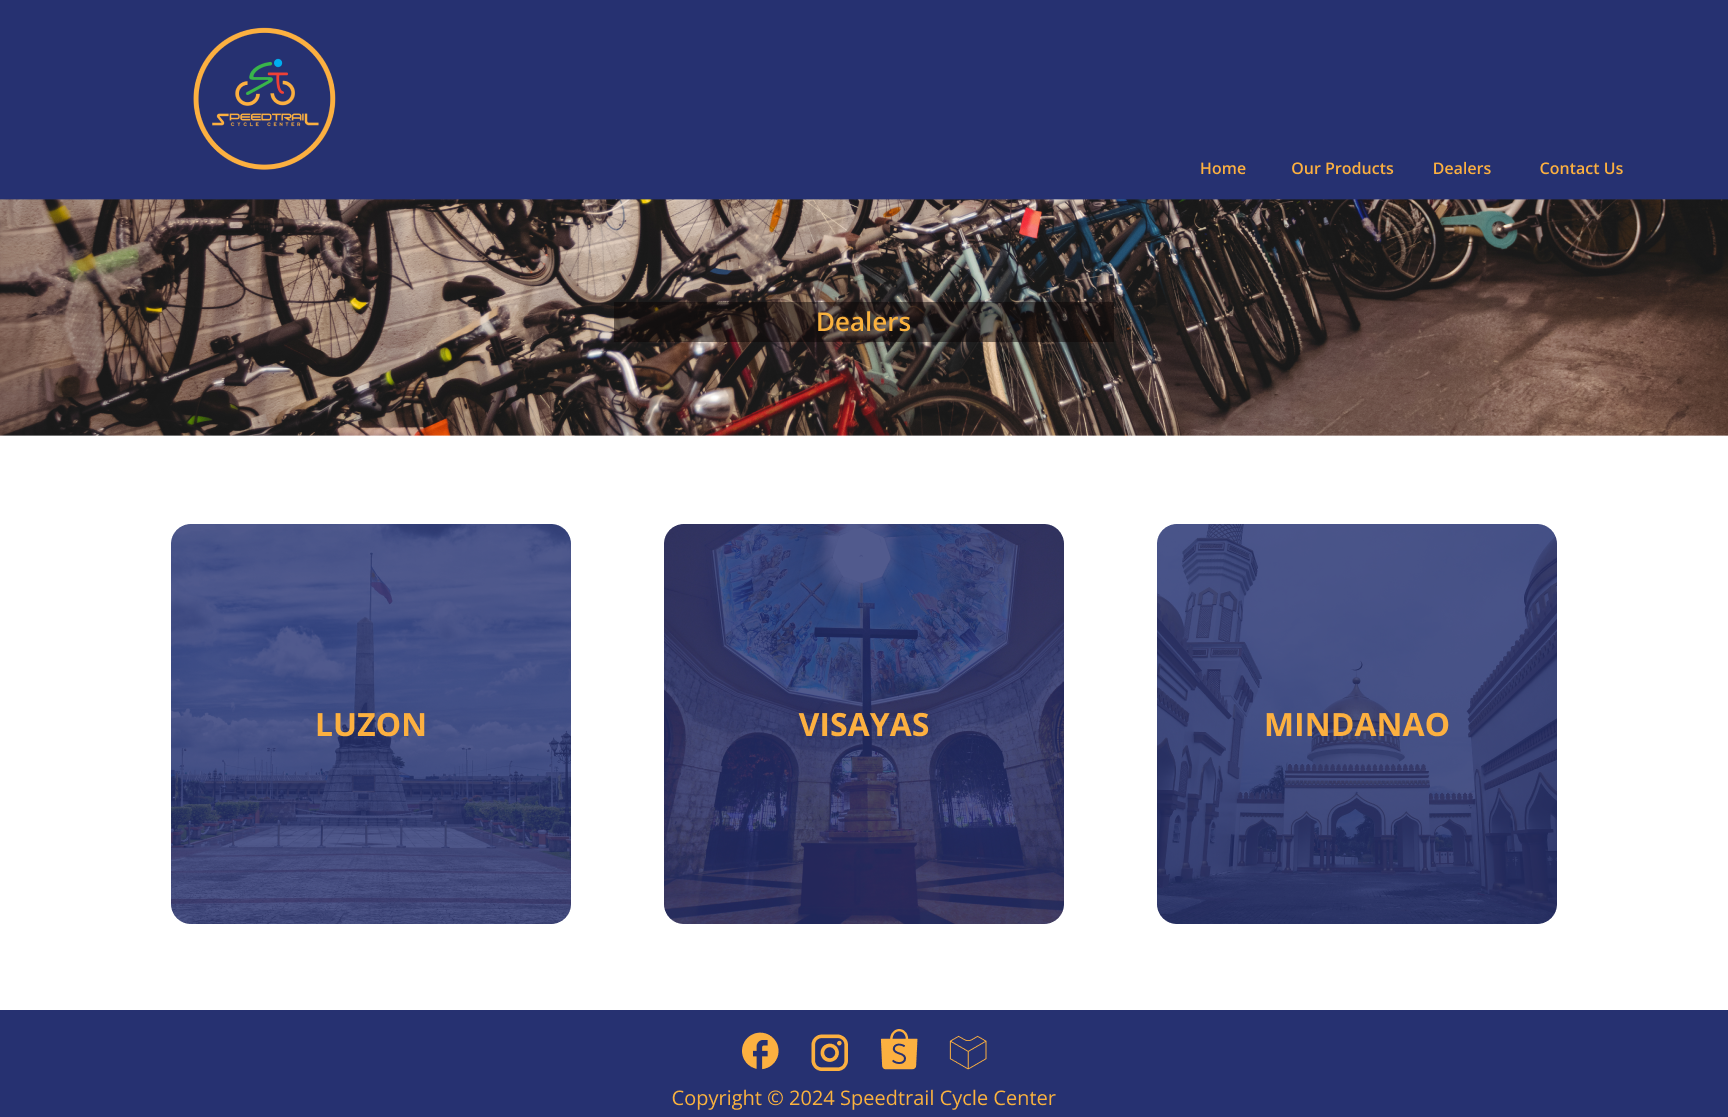 SPEEDTRAIL
CYCLE CENTER
Home Our Products Dealers Contact Us
Dealers
LUZON VISAYAS MINDANAO
Copyright © 2024 Speedtrail Cycle Center